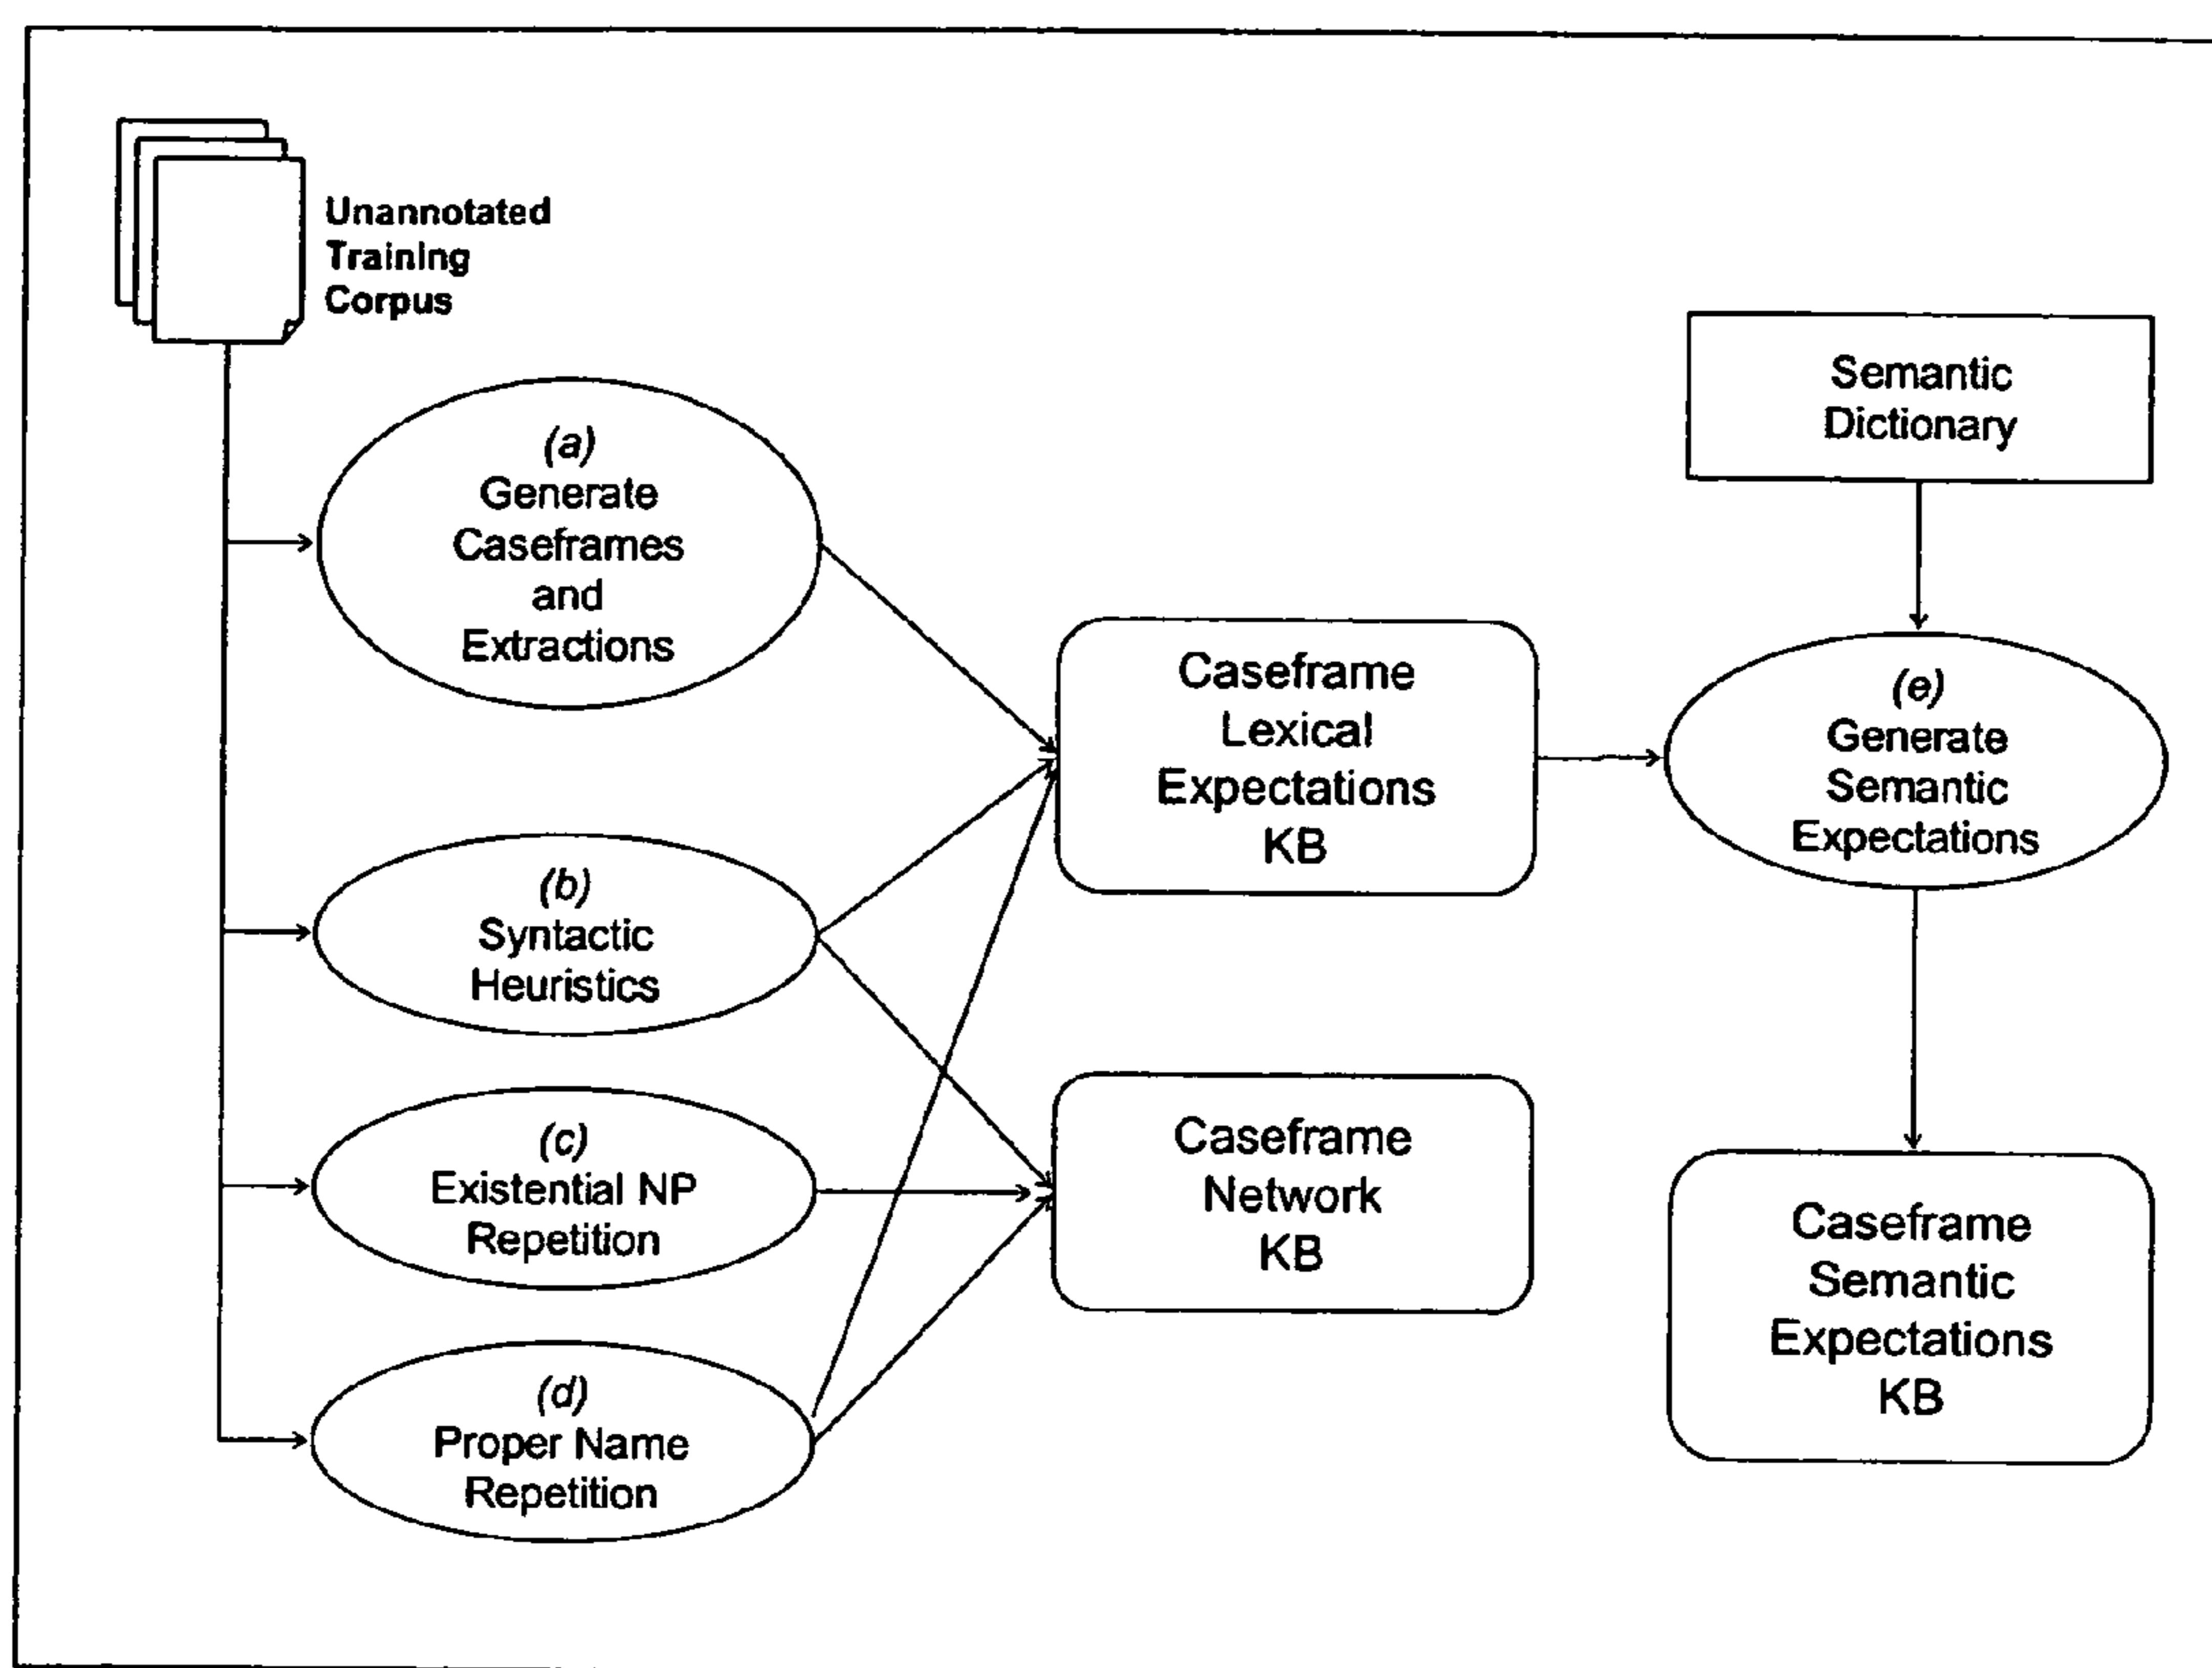 Unannotated
Training
Corpus
(a)
Generate
Caseframes
and
Extractions
(b)
Syntactic
Heuristics
(c)
Existential NP
Repetition
(d)
Proper Name
Repetition
Caseframe
Lexical
Expectations
KB
Caseframe
Network
KB
Semantic
Dictionary
(e)
Generate
Semantic
Expectations
Caseframe
Semantic
Expectations
KB